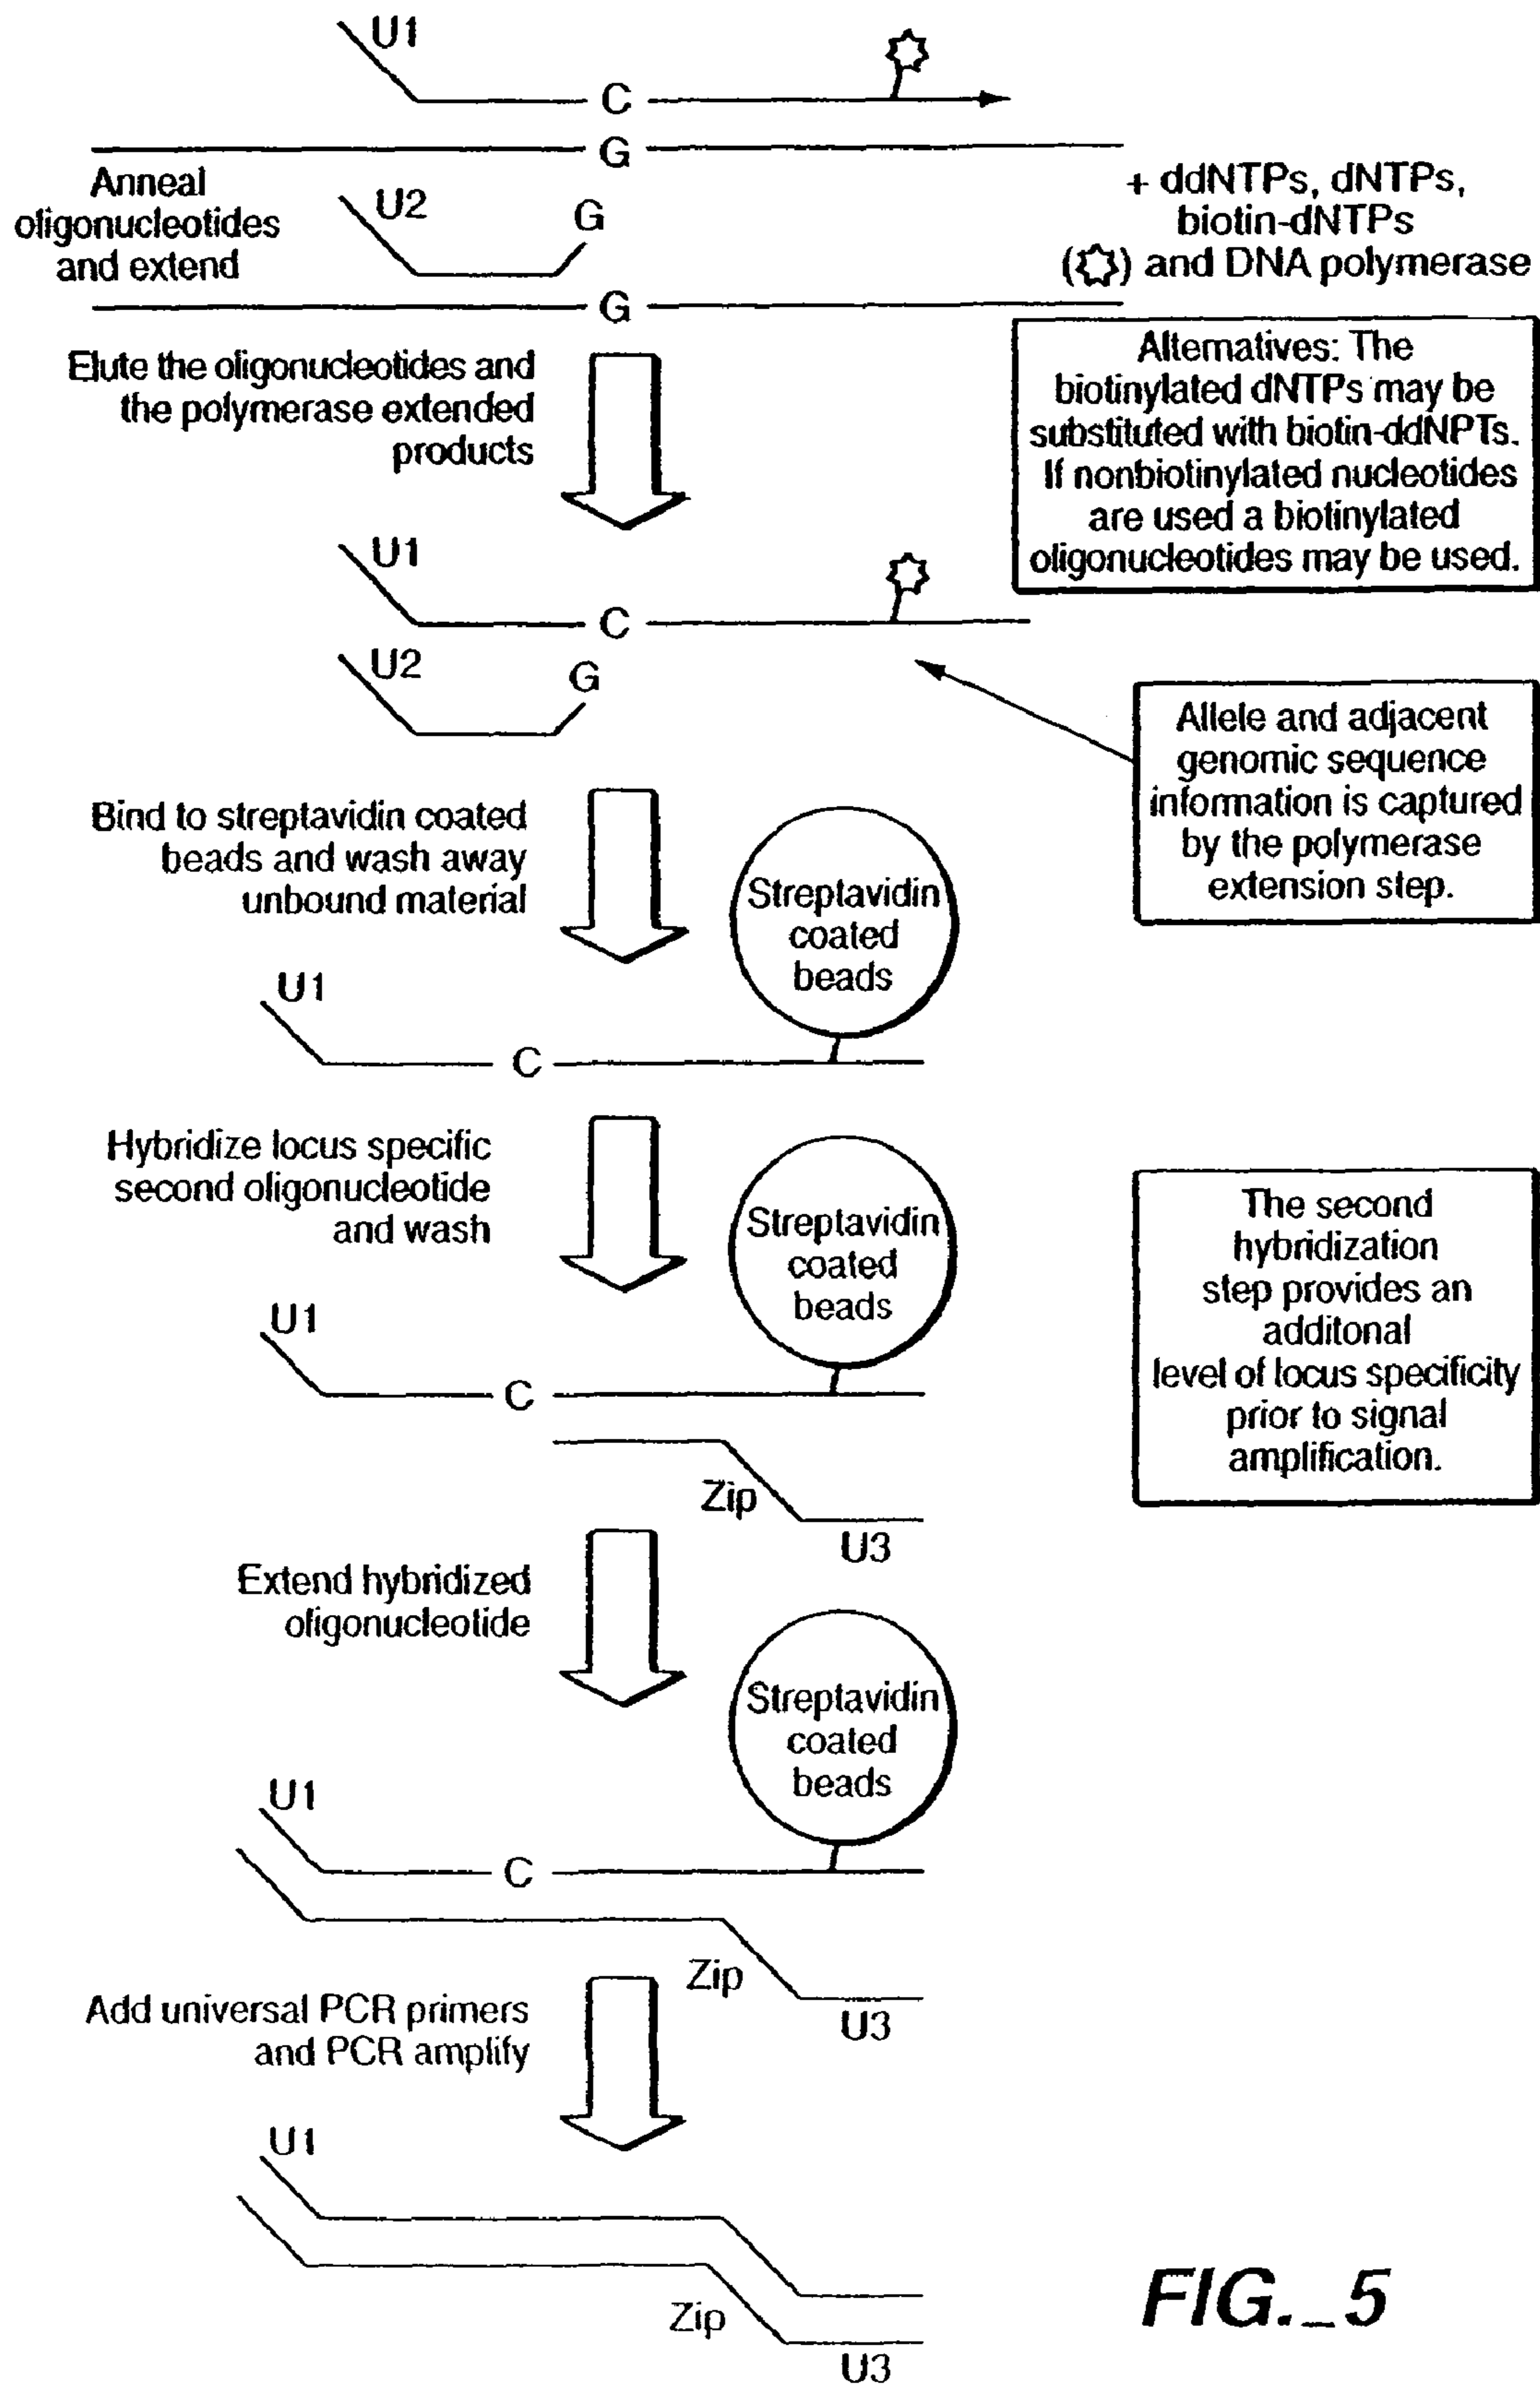 U1
C
G
Anneal
oligonucleotides
and extend
U2
G
G
+ ddNTPs, dNTPs,
biotin-dNTPs
( ) and DNA polymerase
Elute the oligonucleotides and
the polymerase extended
products
Alternatives: The
biotinylated dNTPs may be
substituted with biotin-ddNPTs.
If nonbiotinylated nucleotides
are used a biotinylated
oligonucleotides may be used.
U1
C
U2
G
Allele and adjacent
genomic sequence
information is captured
by the polymerase
extension step.
Bind to streptavidin coated
beads and wash away
unbound material
Streptavidin
coated
beads
U1
C
Hybridize locus specific
second oligonucleotide
and wash
Streptavidin
coated
beads
The second
hybridization
step provides an
additonal
level of locus specificity
prior to signal
amplification.
U1
C
Zip
U3
Extend hybridized
oligonucleotide
Streptavidin
coated
beads
U1
C
Zip
U3
Add universal PCR primers
and PCR amplify
U1
Zip
U3
FIG._5